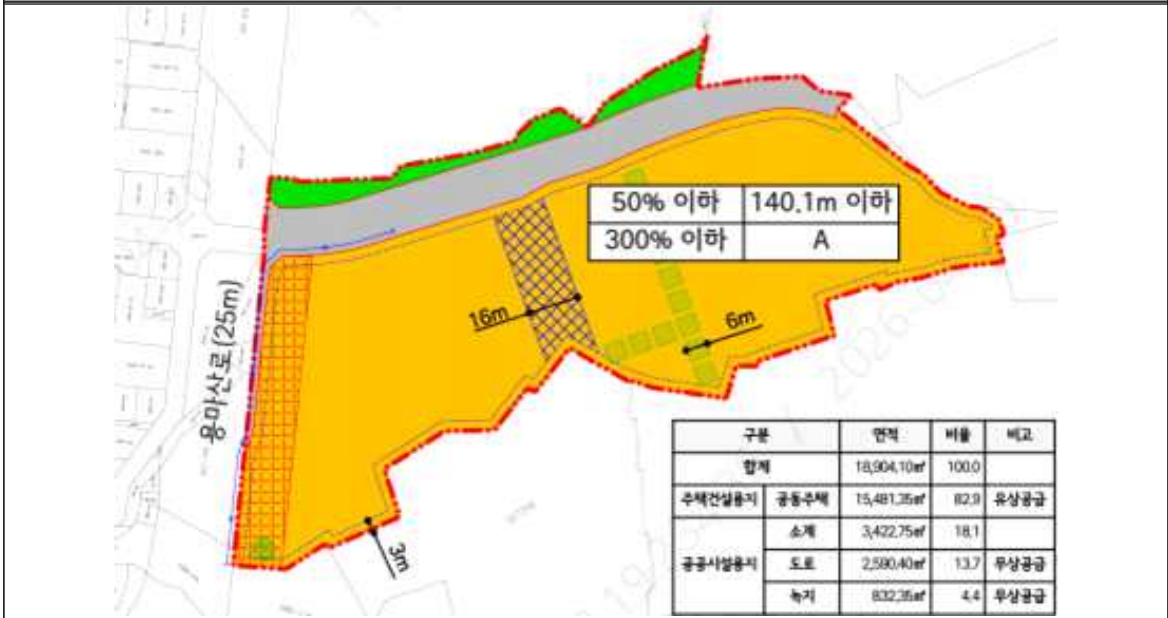 50% 이하 140.1m 이하
300% 이하 A
16m
6m
용마산로(25m)
3m
구분 면적 비율 비고
합계 18,904.10㎡ 100.0
주택건설용지 공동주택 15,481.35㎡ 82.9 유상공급
공공시설용지 소계 3,422.75㎡ 18.1
도로 2,590.40㎡ 13.7 무상공급
녹지 832.35㎡ 4.4 무상공급